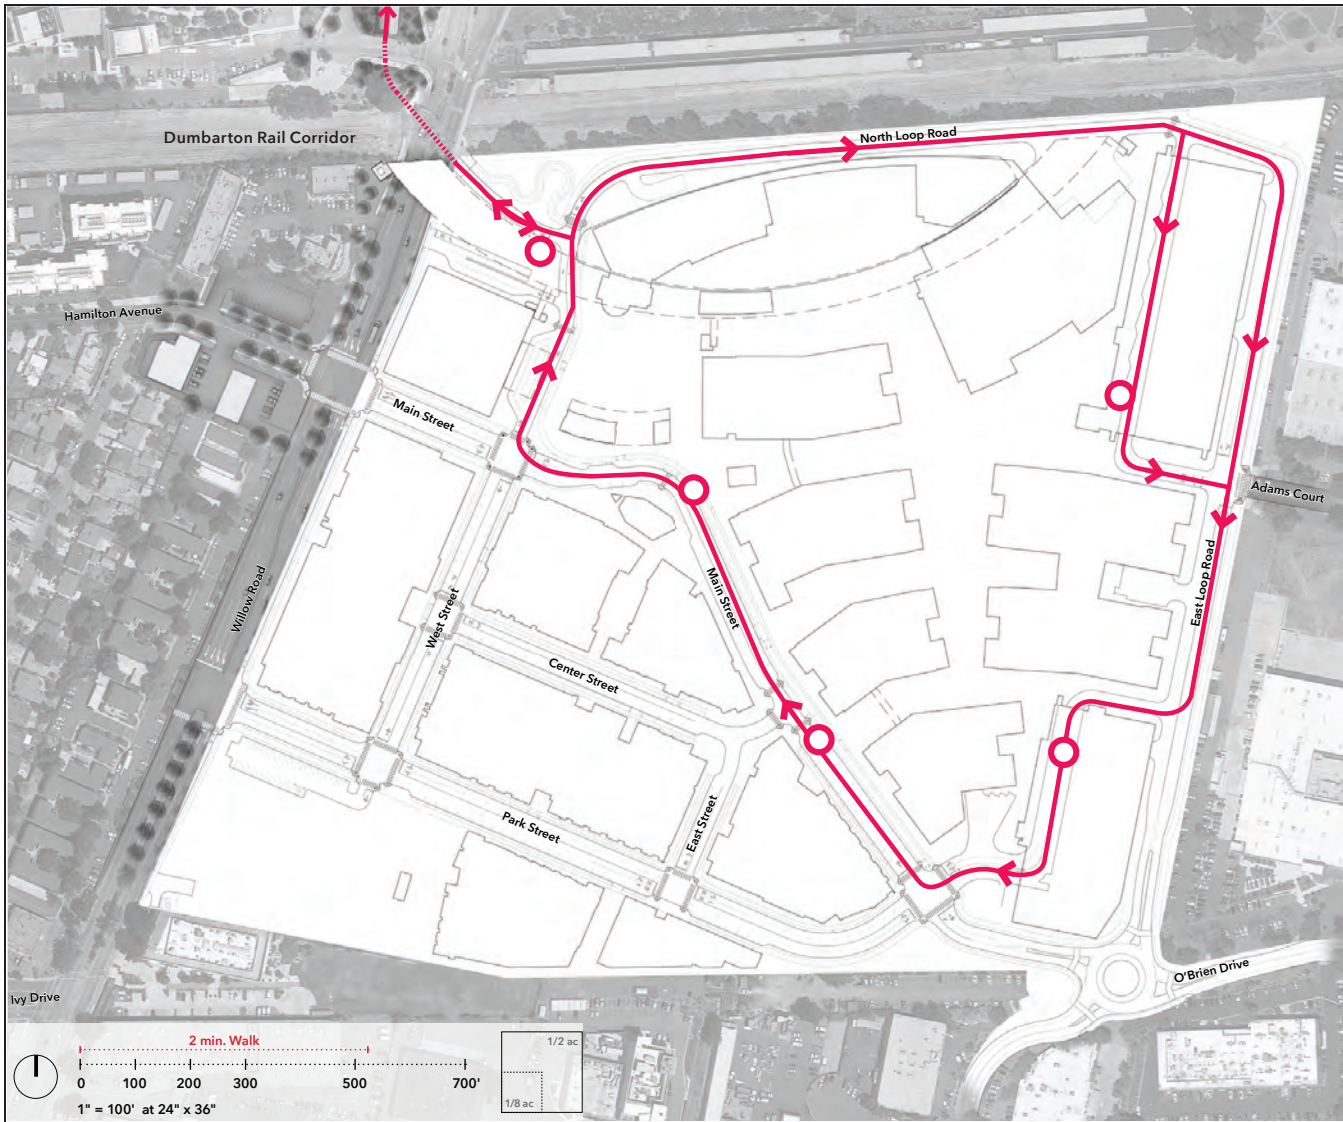 Dumbarton Rail Corridor
North Loop Road
Hamilton Avenue
Main Street
Adams Court
Willow Road
West Street
Main Street
East Loop Road
Center Street
Park Street
East Street
O'Brien Drive
Ivy Drive
2 min. Walk
0 100 200 300 500 700'
1" = 100' at 24" x 36"
1/2 ac
1/8 ac